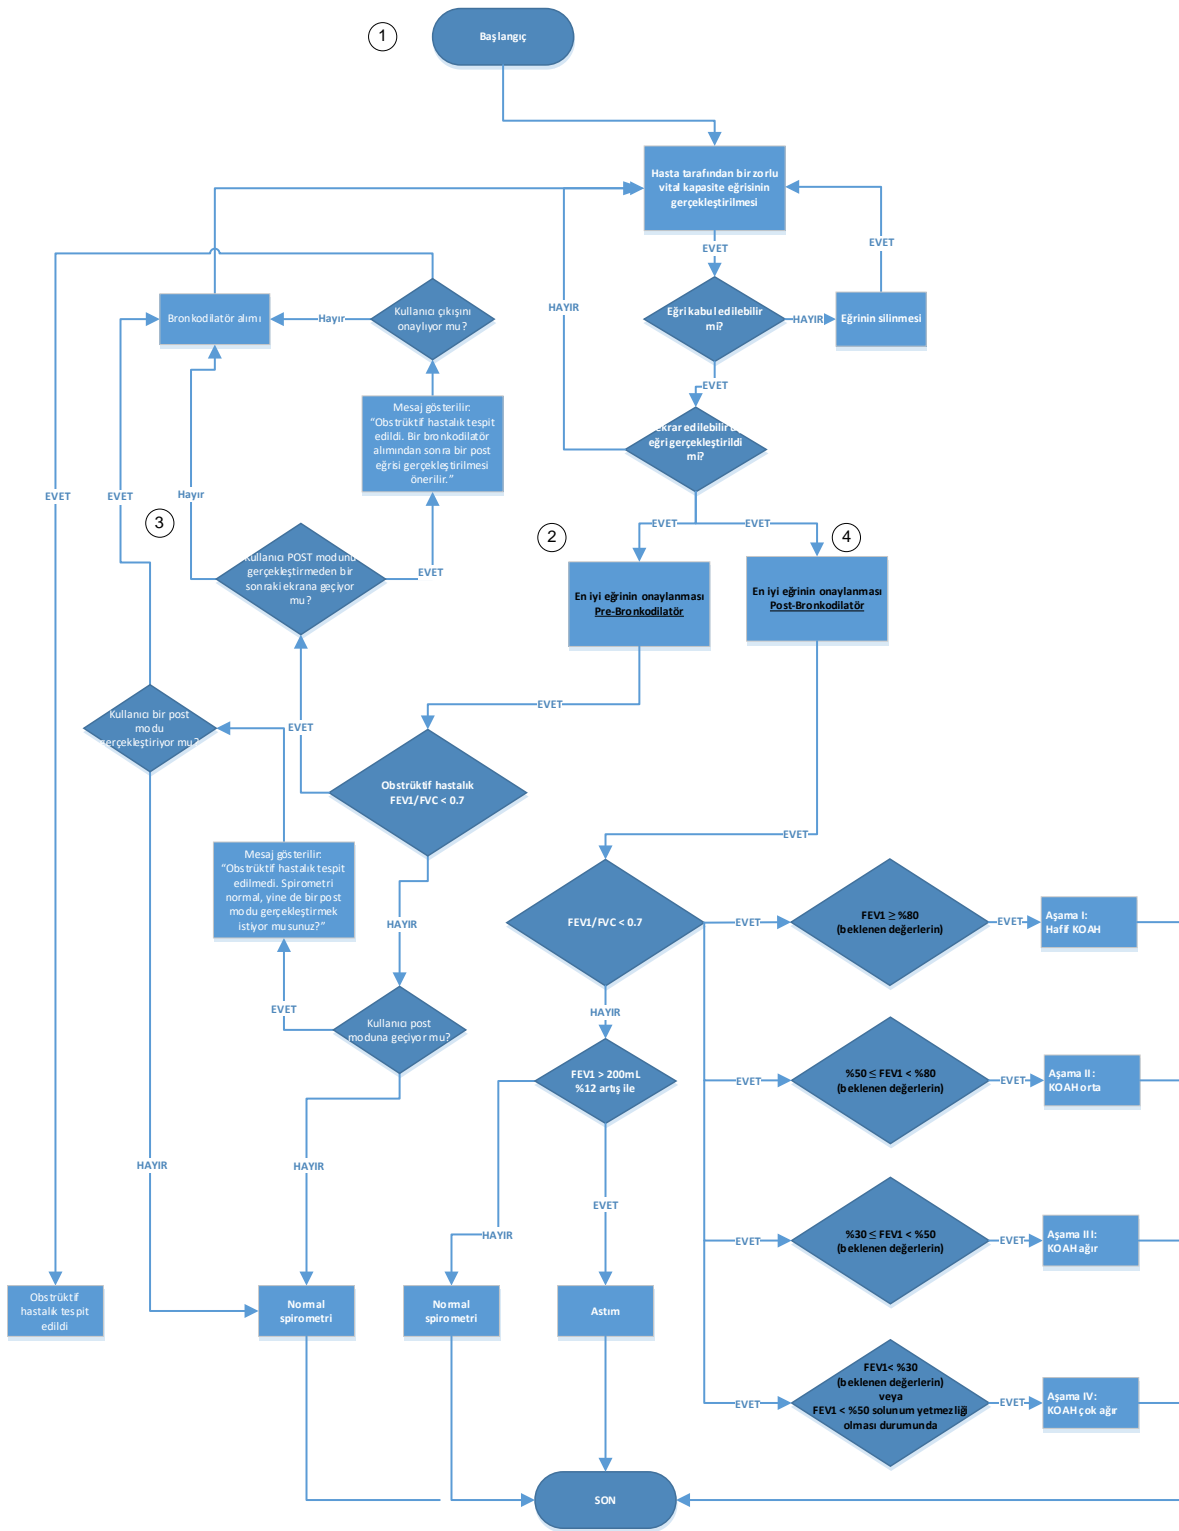 1
Başlangıç
Hasta tarafından bir zorlu
vital kapasite eğrisinin
gerçekleştirilmesi
EVET
EVET
HAYIR
Eğri kabul edilebilir
mi?
HAYIR
Eğrinin silinmesi
Bronkodilatör alımı
Hayır
Kullanıcı çıkışını
onaylıyor mu?
EVET
Mesaj gösterilir:
“Obstrüktif hastalık tespit
edildi. Bir bronkodilatör
alımından sonra bir post
eğrisi gerçekleştirilmesi
önerilir.”
ekrar edilebilir
eğri gerçekleştirildi
mi?
EVET
EVET
Hayır
3
2
4
EVET
EVET
EVET
ullanıcı POST modunu
gerçekleştirmeden bir
sonraki ekrana geçiyor
mu?
En iyi eğrinin onaylanması
Pre-Bronkodilatör
En iyi eğrinin onaylanması
Post-Bronkodilatör
EVET
Kullanıcı bir post
modu
gerçekleştiriyor mu?
EVET
Obstrüktif hastalık
FEV1/FVC < 0.7
EVET
Mesaj gösterilir:
“Obstrüktif hastalık tespit
edilmedi. Spirometri
normal, yine de bir post
modu gerçekleştirmek
istiyor musunuz?”
HAYIR
FEV1/FVC < 0.7
EVET
FEV1 ≥ %80
(beklenen değerlerin)
EVET
Aşama I:
Hafif KOAH
EVET
Kullanıcı post
moduna geçiyor mu?
HAYIR
FEV1 > 200mL
%12 artış ile
EVET
%50 ≤ FEV1 < %80
(beklenen değerlerin)
EVET
Aşama II:
KOAH orta
HAYIR
HAYIR
EVET
HAYIR
EVET
%30 ≤ FEV1 < %50
(beklenen değerlerin)
EVET
Aşama III:
KOAH ağır
Obstrüktif
hastalık tespit
edildi
Normal
spirometri
Normal
spirometri
Astım
EVET
FEV1< %30
(beklenen değerlerin)
veya
FEV1 < %50 solunum yetmezliği
olması durumunda
EVET
Aşama IV:
KOAH çok ağır
SON